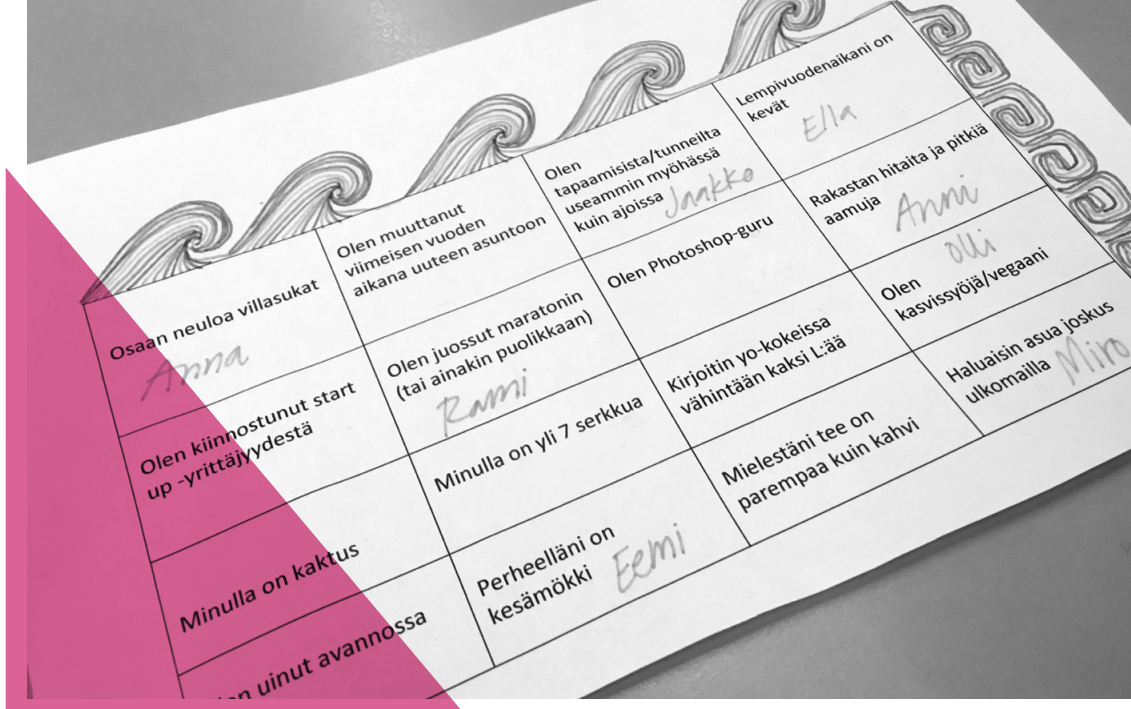 Osaan neuloa villasukat
Anna
Olen muuttanut
viimeisen vuoden
aikana uuteen asuntoon
Olen
tapaamisista/tunneilta
useammin myöhässä
kuin ajoissa Jaakko
Lempivuodenaikani on
kevät
Ella
Olen kiinnostunut start
up -yrittäjyydestä
Olen juossut maratonin
(tai ainakin puolikkaan)
Rami
Olen Photoshop-guru
Rakastan hitaita ja pitkiä
aamuja Anni
Minulla on kaktus
Minulla on yli 7 serkkua
Kirjoitin yo-kokeissa
vähintään kaksi L:ää
Olli
Olen
kasvissyöjä/vegaani
uinut avannossa
Perheelläni on
kesämökki Eemi
Mielestäni tee on
parempaa kuin kahvi
Haluaisin asua joskus
ulkomailla Miro